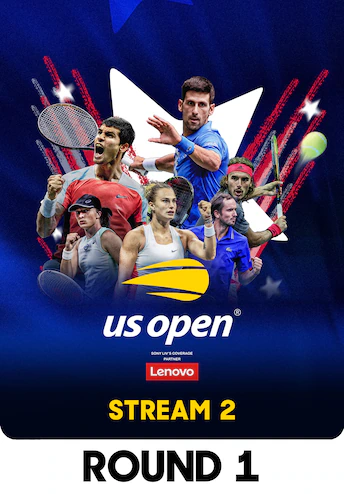 us open®
SONY LIV'S COVERAGE
PARTNER
Lenovo
STREAM 2
ROUND 1